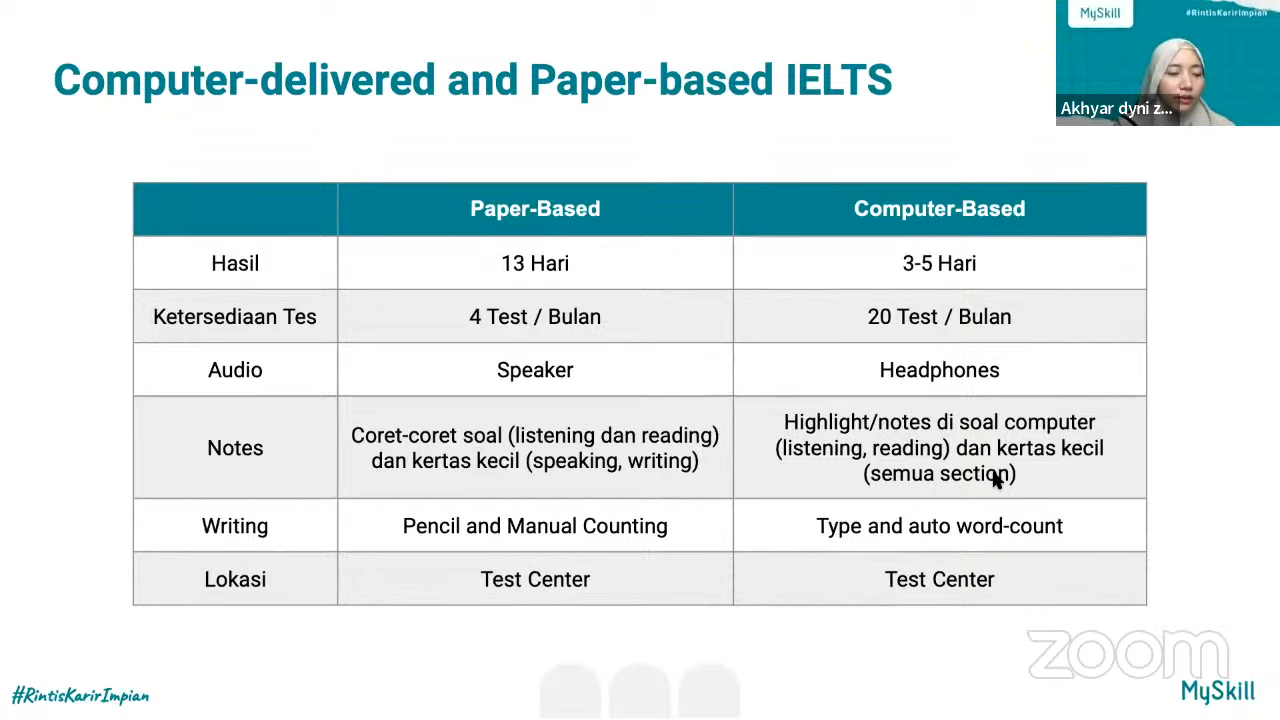 MySkill
#RintisKarirImpian
Computer-delivered and Paper-based IELTS
Akhyar dyni z...
Paper-Based
Computer-Based
Hasil
13 Hari
3-5 Hari
Ketersediaan Tes
4 Test / Bulan
20 Test / Bulan
Audio
Speaker
Headphones
Notes
Coret-coret soal (listening dan reading)
dan kertas kecil (speaking, writing)
Highlight/notes di soal computer
(listening, reading) dan kertas kecil
(semua section)
Writing
Pencil and Manual Counting
Type and auto word-count
Lokasi
Test Center
Test Center
zoom
#RintisKarirImpian
MySkill